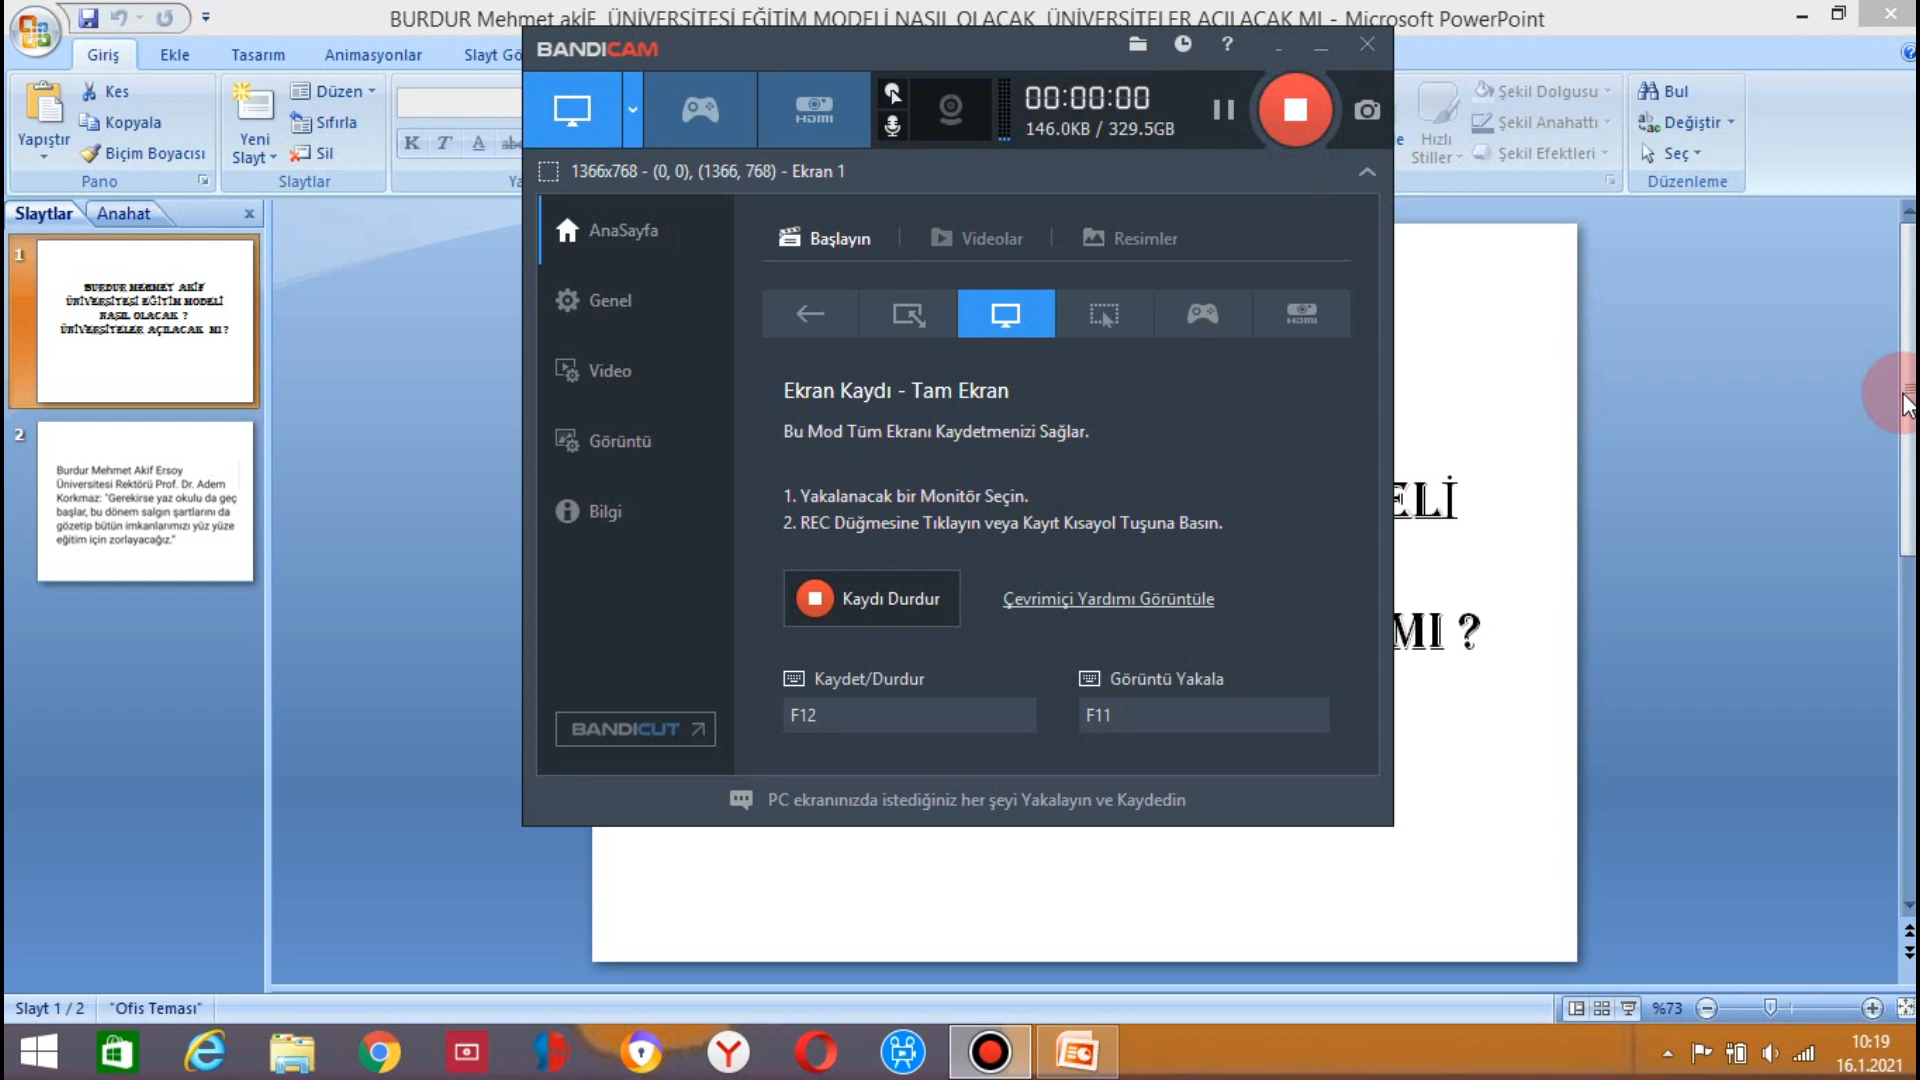 BURDUR Mehmet akİF ÜNİVERSİTESİ EĞİTİM MODELİ NASIL OLACAK ÜNİVERSİTELER AÇILACAK MI - Microsoft PowerPoint
Giriş
Ekle
Tasarım
Animasyonlar
Slayt Gö
Yapıştır
Kes
Kopyala
Biçim Boyacısı
Pano
Yeni
Slayt
Düzen
Sıfırla
Sil
Slaytlar
K T A abc
Hızlı
Stiller
Şekil Dolgusu
Şekil Anahattı
Şekil Efektleri
Bul
Değiştir
Seç
Düzenleme
Slaytlar
Anahat
1
BURDUR MEHMET AKİF
ÜNİVERSİTESİ EĞİTİM MODELİ
NASIL OLACAK ?
ÜNİVERSİTELER AÇILACAK MI ?
2
Burdur Mehmet Akif Ersoy
Üniversitesi Rektörü Prof. Dr. Adem
Korkmaz: "Gerekirse yaz okulu da geç
başlar, bu dönem salgın şartlarını da
gözetip bütün imkanlarımızı yüz yüze
eğitim için zorlayacağız."
BANDICAM
HDMI
00:00:00
146.0KB / 329.5GB
1366x768 - (0, 0), (1366, 768) - Ekran 1
AnaSayfa
Genel
Video
Görüntü
Bilgi
BANDICUT
Başlayın
Videolar
Resimler
HDMI
Ekran Kaydı - Tam Ekran
Bu Mod Tüm Ekranı Kaydetmenizi Sağlar.
1. Yakalanacak bir Monitör Seçin.
2. REC Düğmesine Tıklayın veya Kayıt Kısayol Tuşuna Basın.
Kaydı Durdur
Çevrimiçi Yardımı Görüntüle
Kaydet/Durdur
Görüntü Yakala
F12
F11
PC ekranınızda istediğiniz her şeyi Yakalayın ve Kaydedin
ELİ
MI ?
Slayt 1 / 2
"Ofis Teması"
%73
10:19
16.1.2021